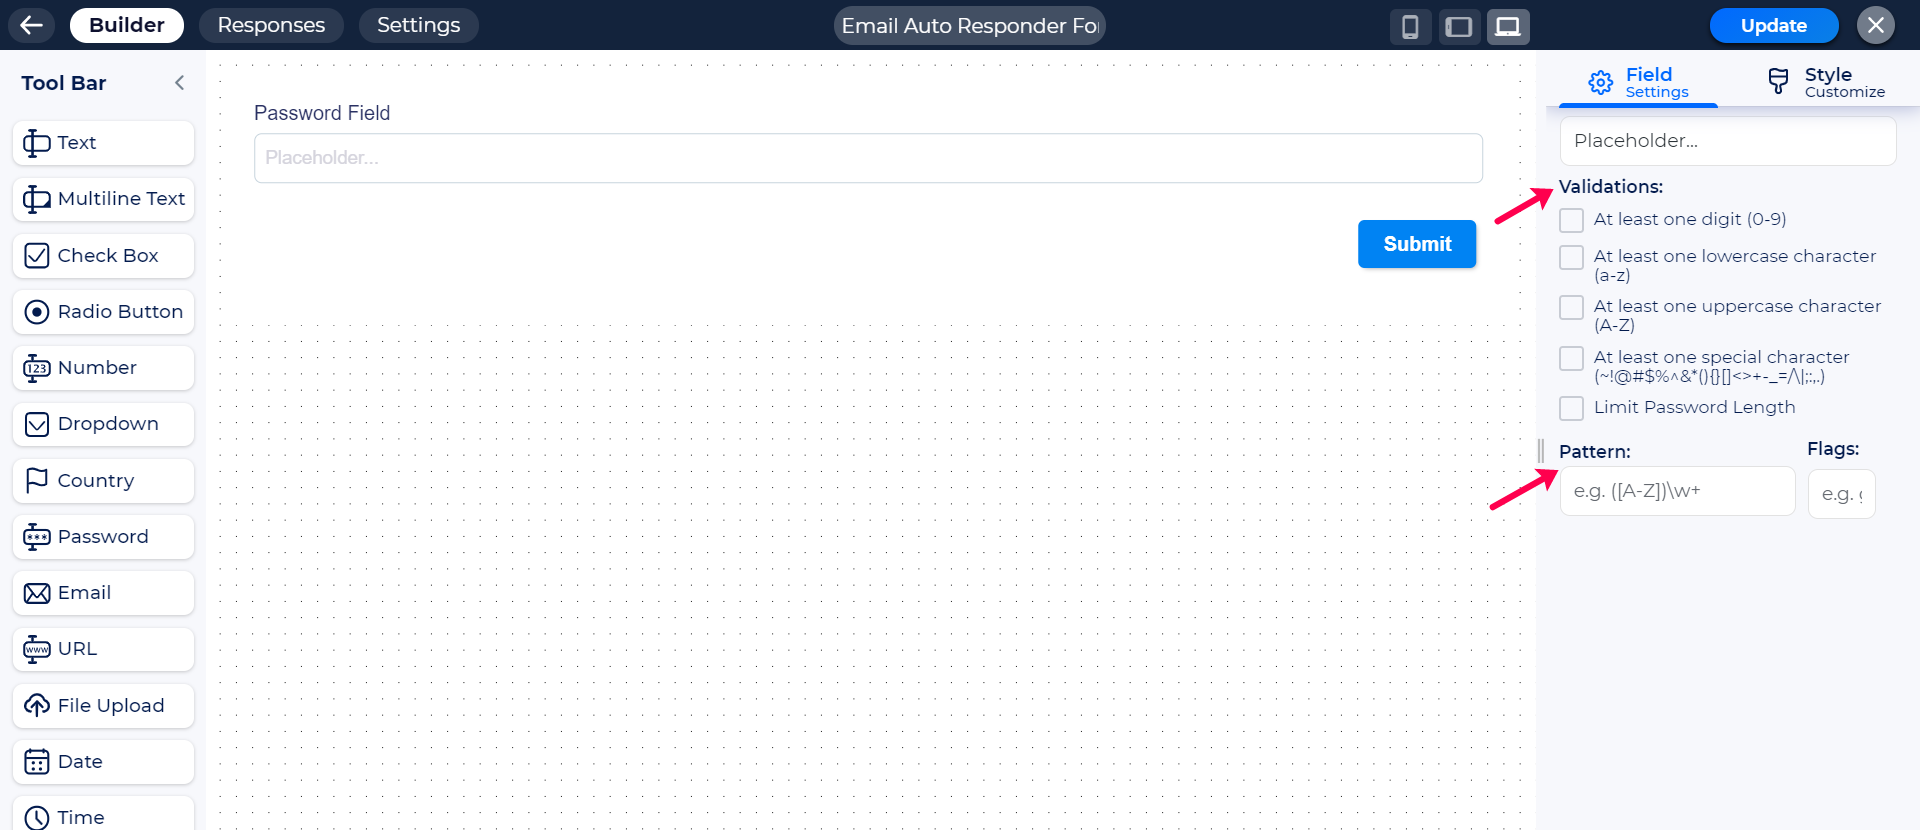 Builder
Responses
Settings
Email Auto Responder For
Update
Tool Bar
Text
Multiline Text
Check Box
Radio Button
123
Number
Dropdown
Country
***
Password
Email
www
URL
File Upload
Date
Time
Password Field
Placeholder...
Submit
Field
Settings
Style
Customize
Placeholder...
Validations:
At least one digit (0-9)
At least one lowercase character
(a-z)
At least one uppercase character
(A-Z)
At least one special character
(~!@#$%^&*(){}[]<>+-_=/\|;:,.)
Limit Password Length
Pattern:
Flags:
e.g. ([A-Z])\w+
e.g.